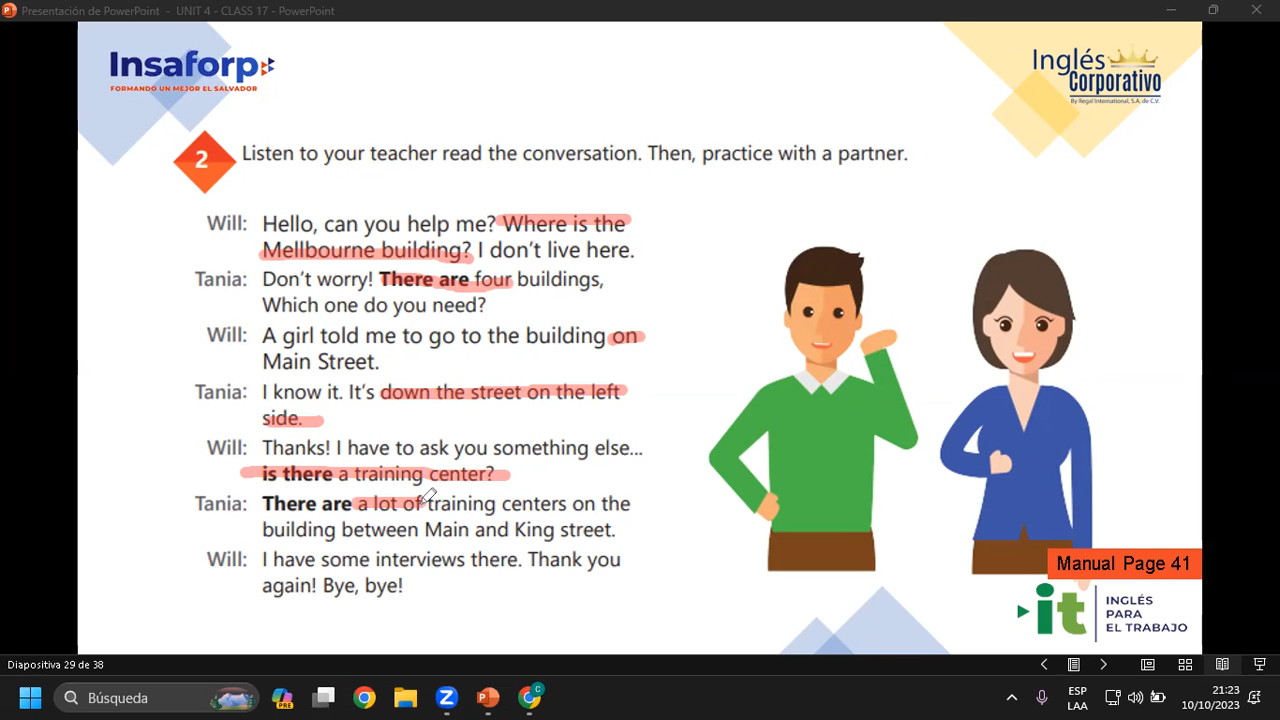 Presentación de PowerPoint - UNIT 4 - CLASS 17 - PowerPoint
Insaforp
FORMANDO UN MEJOR EL SALVADOR
Inglés
Corporativo
By Regal International, S.A. de C.V.
2
Listen to your teacher read the conversation. Then, practice with a partner.
Will: Hello, can you help me? Where is the
Mellbourne building? I don't live here.
Tania: Don't worry! There are four buildings,
Which one do you need?
Will: A girl told me to go to the building on
Main Street.
Tania: I know it. It's down the street on the left
side.
Will: Thanks! I have to ask you something else...
is there a training center?
Tania: There are a lot of training centers on the
building between Main and King street.
Will: I have some interviews there. Thank you
again! Bye, bye!
Manual Page 41
it
INGLÉS
PARA
EL TRABAJO
Diapositiva 29 de 38
Búsqueda
PRE
C
ESP
LAA
21:23
10/10/2023